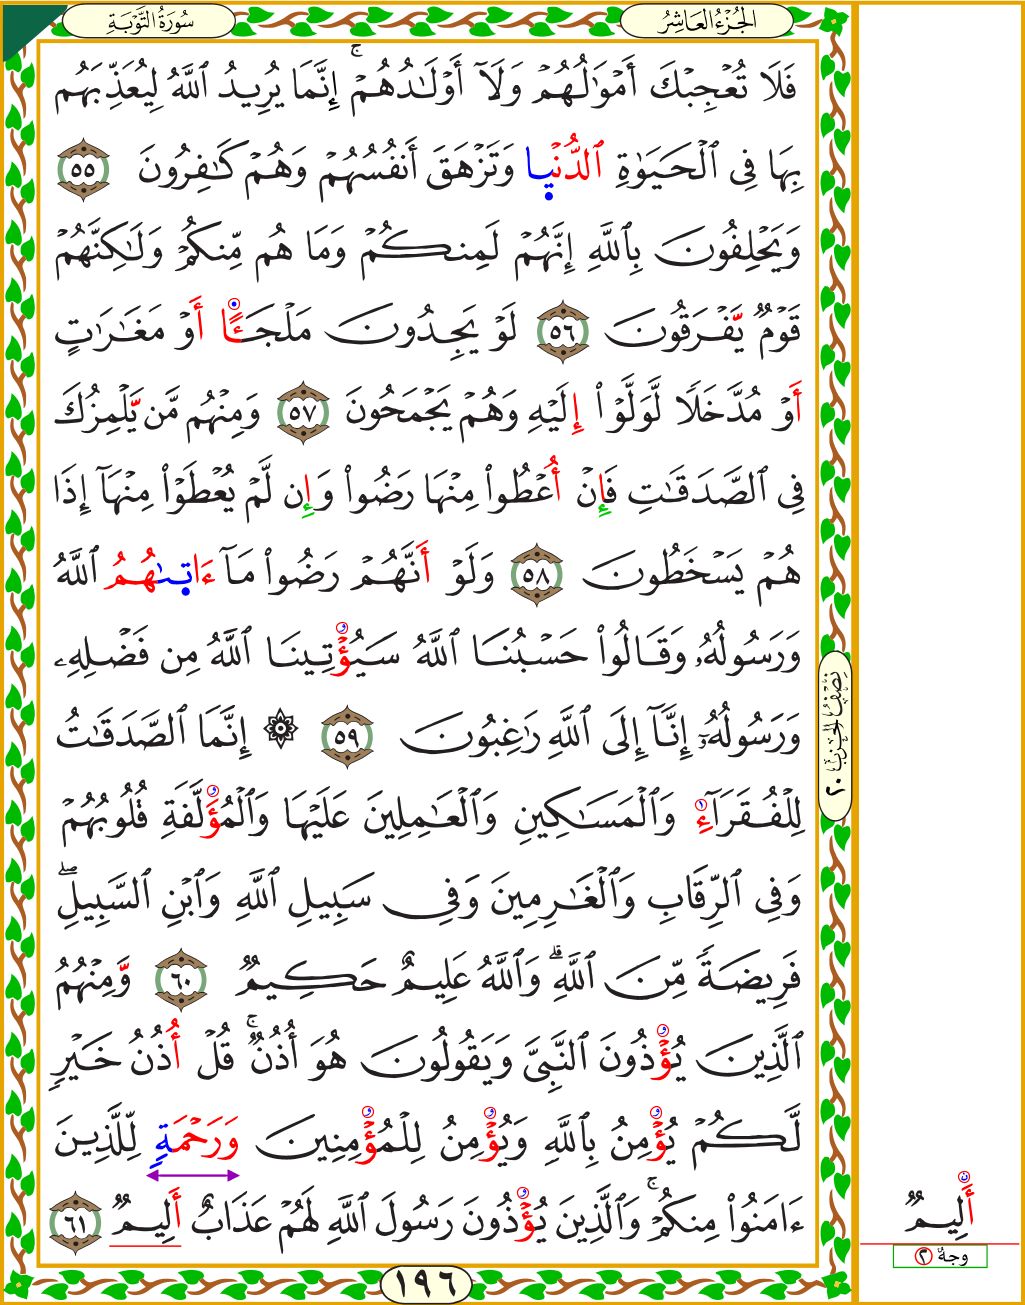 الجُزْءُ العَاشِرُ
سُورَةُ التَّوْبَةِ
فَلَا تُعْجِبْكَ أَمْوَٰلُهُمْ وَلَآ أَوْلَـٰدُهُمْ ۚ إِنَّمَا يُرِيدُ ٱللَّهُ لِيُعَذِّبَهُم
بِهَا فِى ٱلْحَيَوٰةِ ٱلدُّنْيٜا وَتَزْهَقَ أَنفُسُهُمْ وَهُمْ كَـٰفِرُونَ ٥٥
وَيَحْلِفُونَ بِٱللَّهِ إِنَّهُمْ لَمِنكُمْ وَمَا هُم مِّنكُمْ وَلَـٰكِنَّهُمْ
قَوْمٌ يَّفْرَقُونَ ٥٦ لَوْ يَجِدُونَ مَلْجَـًٔا أَوْ مَغَـٰرَٰتٍ
أَوْ مُدَّخَلًا لَّوَلَّوْا۟ إِلَيْهِ وَهُمْ يَجْمَحُونَ ٥٧ وَمِنْهُم مَّن يَّلْمِزُكَ
فِى ٱلصَّدَقَـٰتِ فَإِنْ أُعْطُوا۟ مِنْهَا رَضُوا۟ وَإِن لَّمْ يُعْطَوْا۟ مِنْهَآ إِذَا
هُمْ يَسْخَطُونَ ٥٨ وَلَوْ أَنَّهُمْ رَضُوا۟ مَآ ءَاتٜىٰهُمُ ٱللَّهُ
وَرَسُولُهُۥ وَقَالُوا۟ حَسْبُنَا ٱللَّهُ سَيُؤْتِينَا ٱللَّهُ مِن فَضْلِهِۦ
وَرَسُولُهُۥٓ إِنَّآ إِلَى ٱللَّهِ رَٰغِبُونَ ٥٩ ۞ إِنَّمَا ٱلصَّدَقَـٰتُ
نِصْفُ الحِزْبِ ٢٠
لِلْفُقَرَآءِ وَٱلْمَسَـٰكِينِ وَٱلْعَـٰمِلِينَ عَلَيْهَا وَٱلْمُؤَلَّفَةِ قُلُوبُهُمْ
وَفِى ٱلرِّقَابِ وَٱلْغَـٰرِمِينَ وَفِى سَبِيلِ ٱللَّهِ وَٱبْنِ ٱلسَّبِيلِ ۖ
فَرِيضَةً مِّنَ ٱللَّهِ ۗ وَٱللَّهُ عَلِيمٌ حَكِيمٌ ٦٠ وَّمِنْهُمُ
ٱلَّذِينَ يُؤْذُونَ ٱلنَّبِىَّ وَيَقُولُونَ هُوَ أُذُنٌ ۚ قُلْ أُذُنُ خَيْرٍ
لَّكُمْ يُؤْمِنُ بِٱللَّهِ وَيُؤْمِنُ لِلْمُؤْمِنِينَ وَرَحْمَةٍ لِّلَّذِينَ
ءَامَنُوا۟ مِنكُمْ ۚ وَٱلَّذِينَ يُؤْذُونَ رَسُولَ ٱللَّهِ لَهُمْ عَذَابٌ أَلِيمٌ ٦١
أَلِيمٌ
وجهٌ ٢
١٩٦